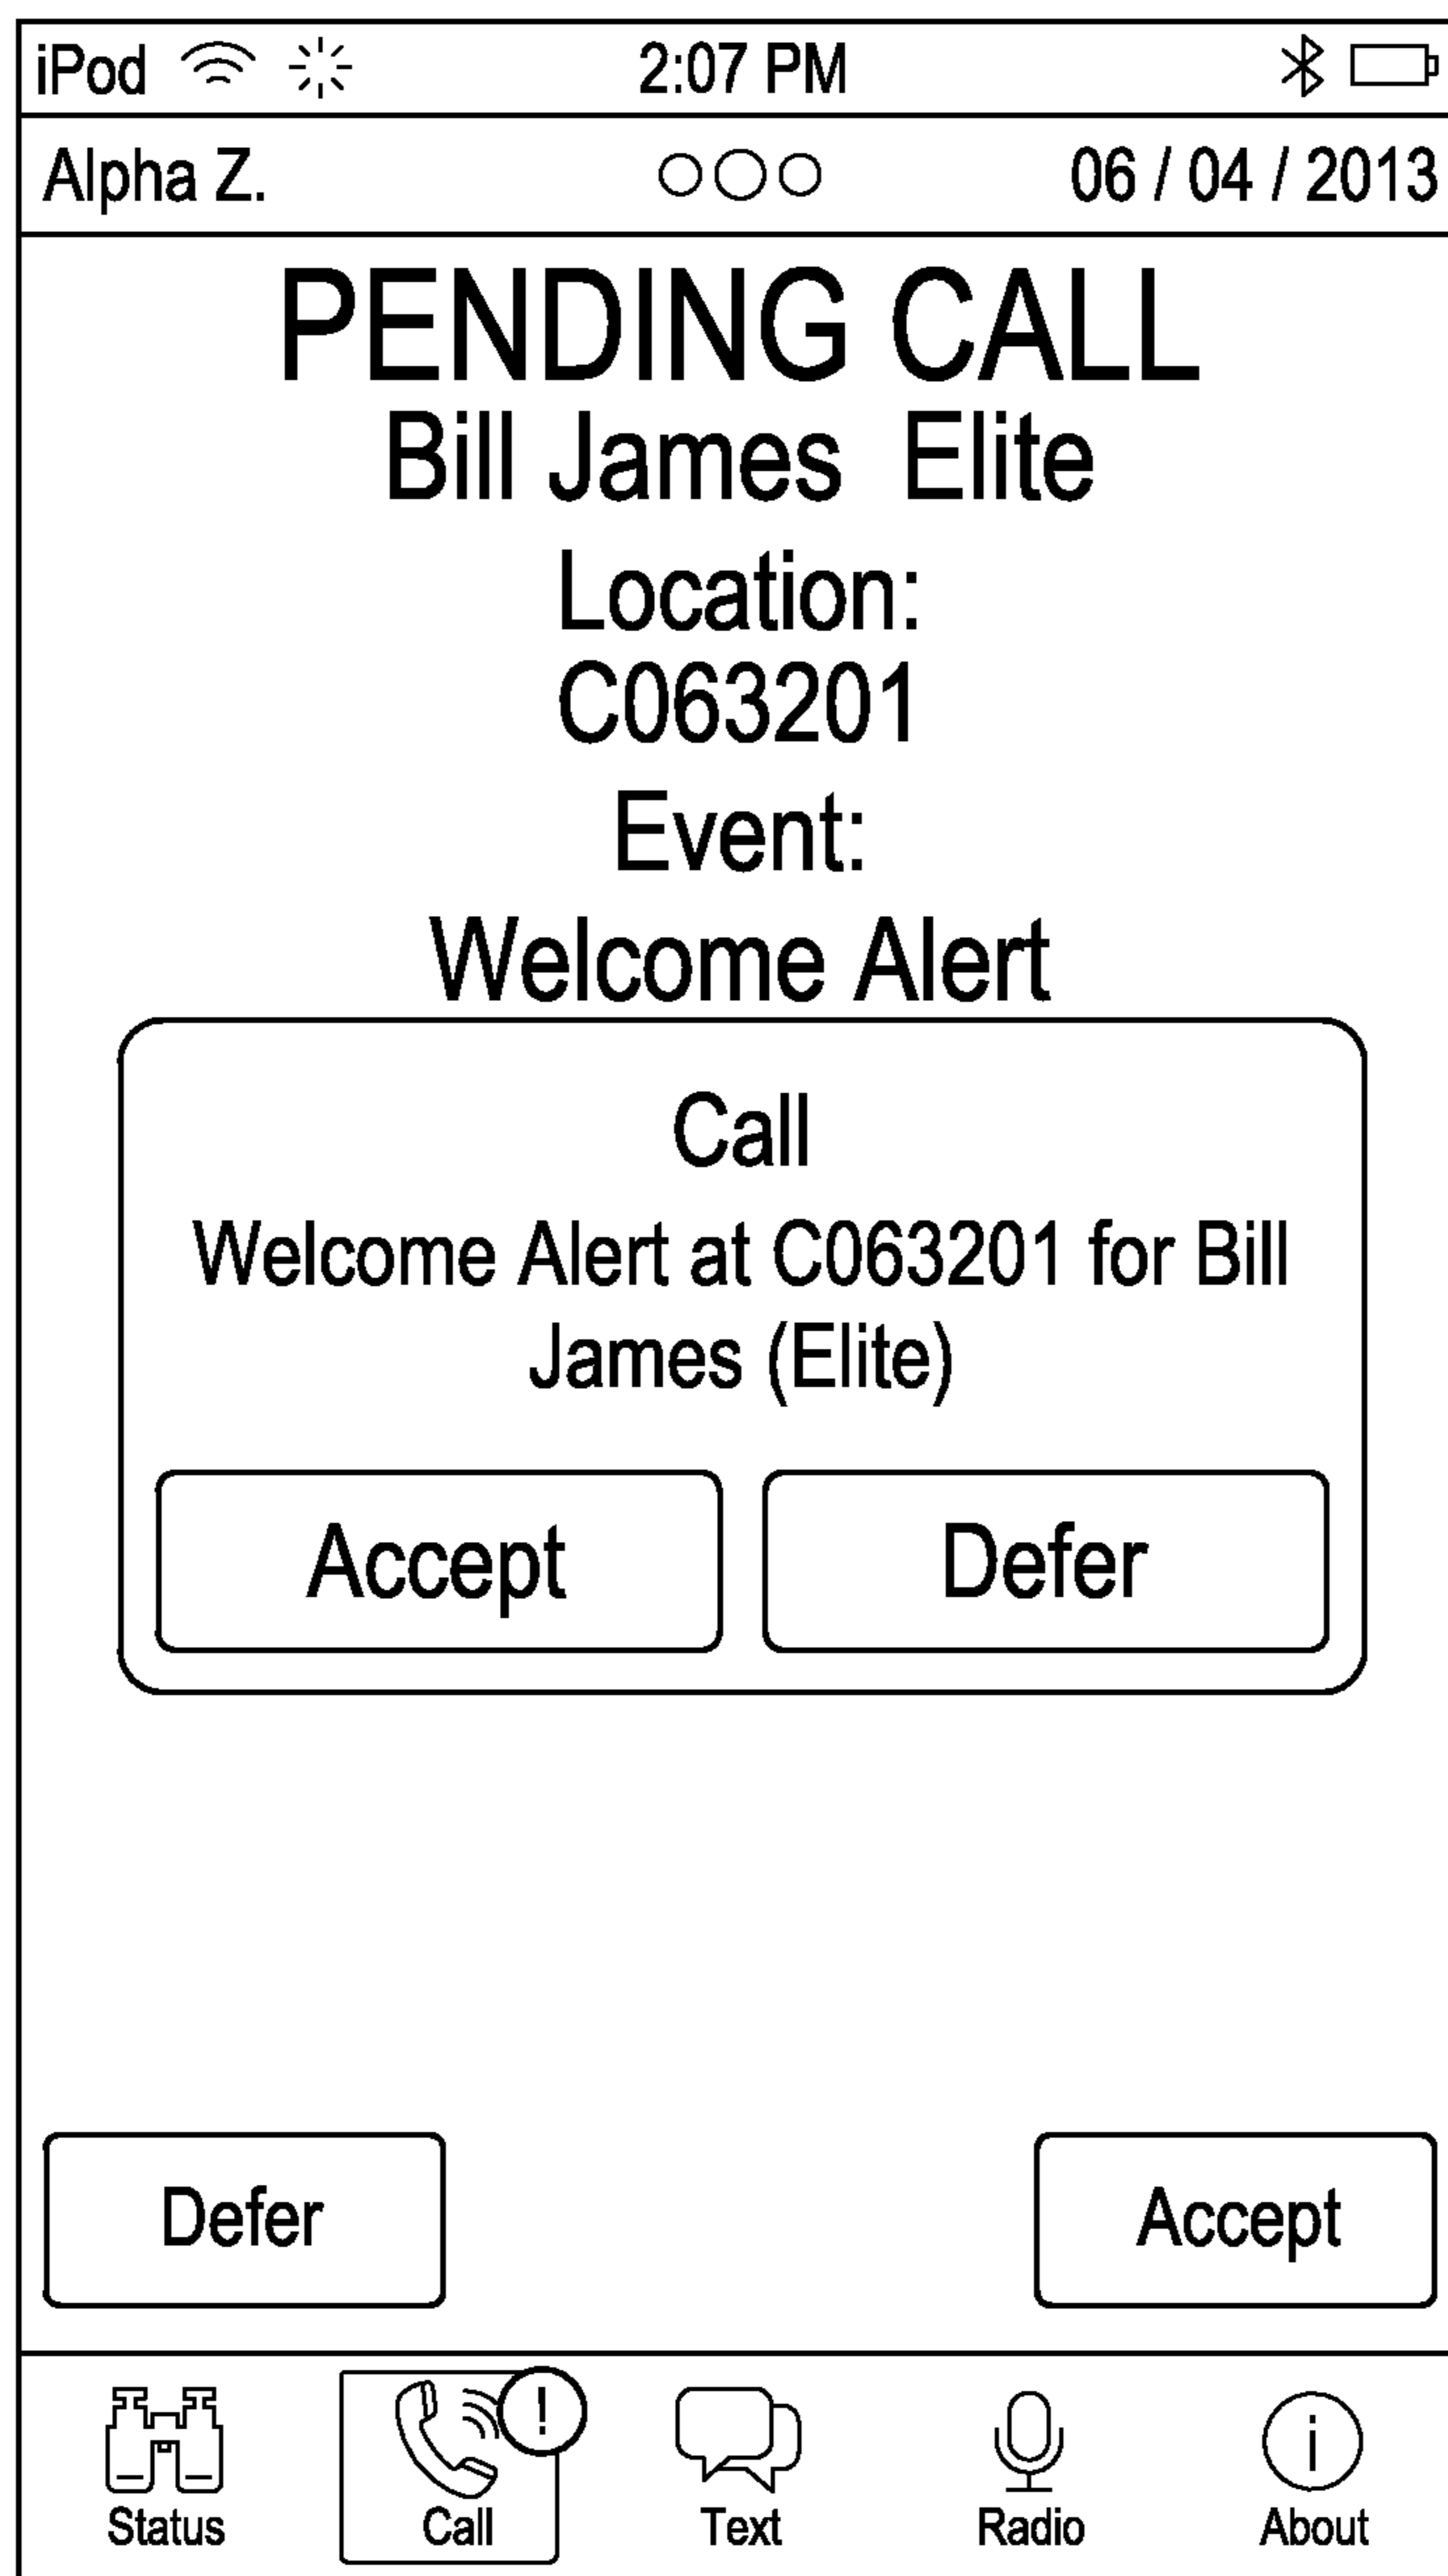 iPod 2:07 PM
Alpha Z. 06 / 04 / 2013
PENDING CALL
Bill James Elite
Location:
C063201
Event:
Welcome Alert
Call
Welcome Alert at C063201 for Bill
James (Elite)
Accept Defer
Defer Accept
!
i
Status Call Text Radio About